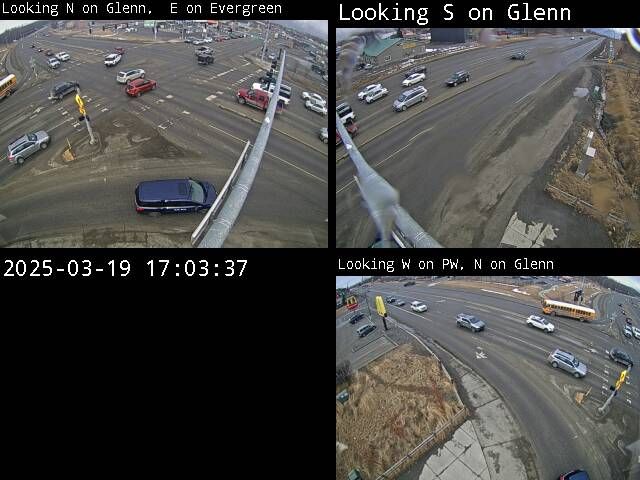 Looking N on Glenn,  E on Evergreen
Looking S on Glenn
2025-03-19 17:03:37
Looking W on PW, N on Glenn